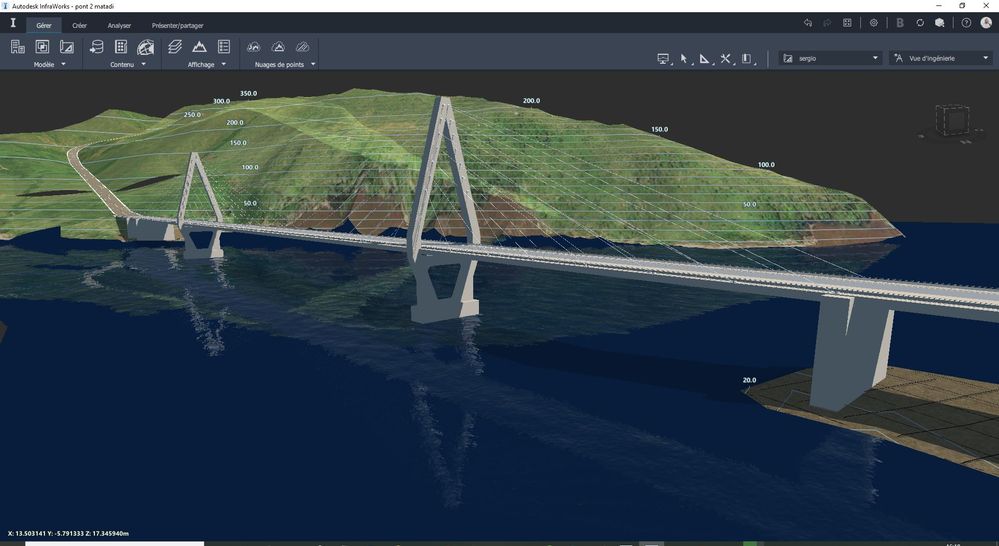 Autodesk InfraWorks - pont 2 matadi
I Gérer Créer Analyser Présenter/partager
Modèle Contenu Affichage Nuages de points
sergio Vue d'ingénierie
350.0
300.0
200.0
250.0
200.0
150.0
150.0
100.0
100.0
50.0
50.0
20.0
X: 13.503141 Y: -5.791333 Z: 17.345940m